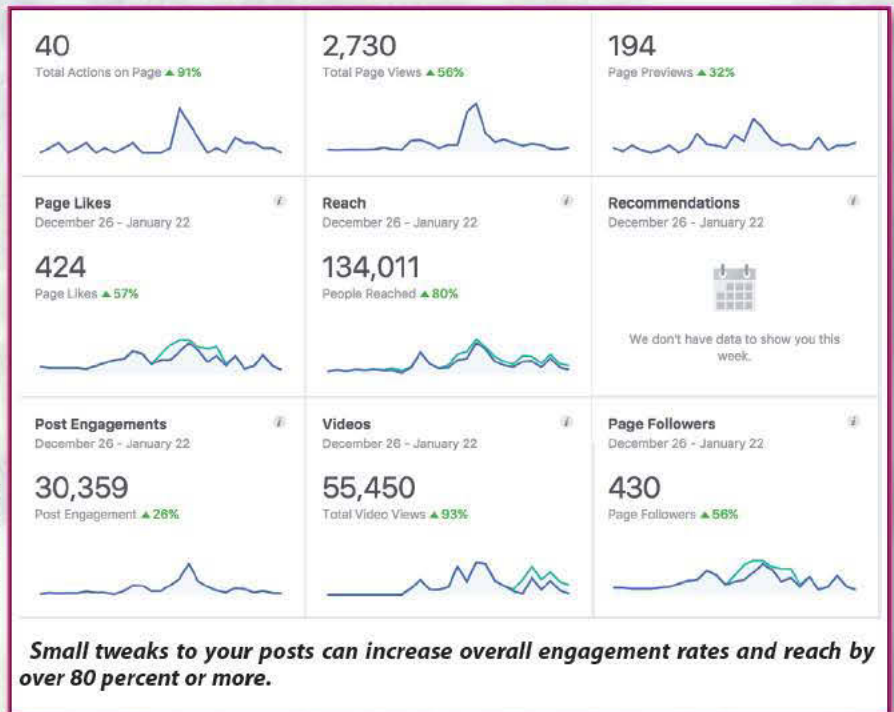 40
Total Actions on Page ▲ 91%
2,730
Total Page Views ▲ 56%
194
Page Previews ▲ 32%
Page Likes i
December 26 - January 22
424
Page Likes ▲ 57%
Reach i
December 26 - January 22
134,011
People Reached ▲ 80%
Recommendations i
December 26 - January 22
We don't have data to show you this
week.
Post Engagements i
December 26 - January 22
30,359
Post Engagement ▲ 26%
Videos i
December 26 - January 22
55,450
Total Video Views ▲ 93%
Page Followers i
December 26 - January 22
430
Page Followers ▲ 56%
Small tweaks to your posts can increase overall engagement rates and reach by
over 80 percent or more.